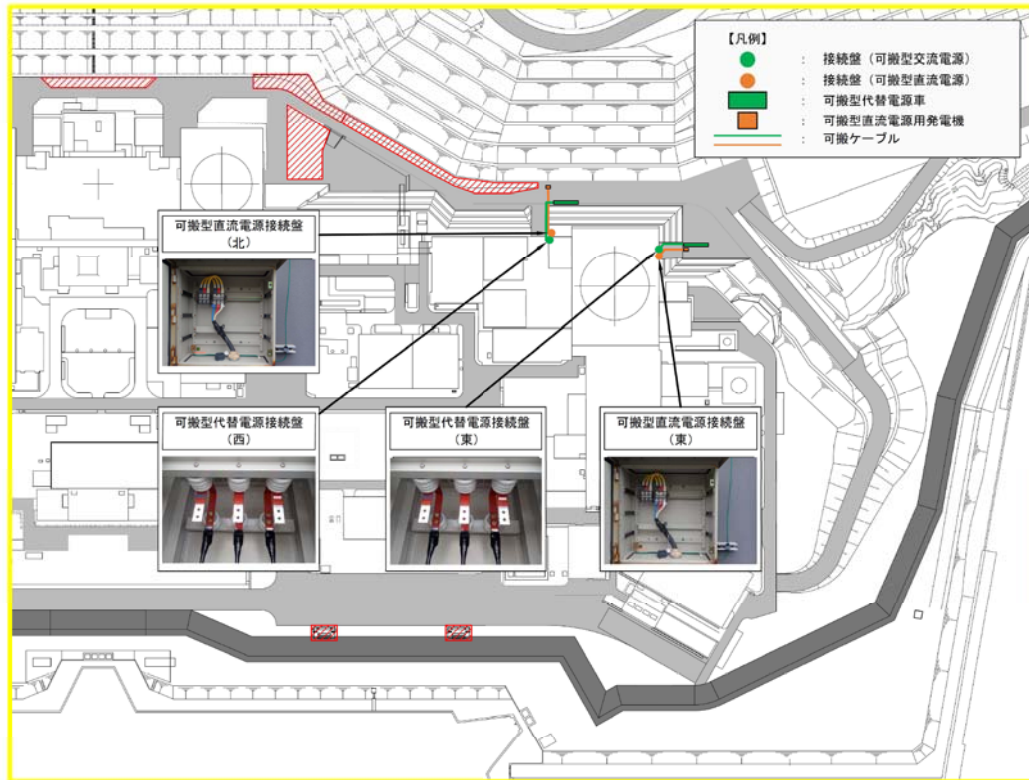 【凡例】
： 接続盤（可搬型交流電源）
： 接続盤（可搬型直流電源）
： 可搬型代替電源車
： 可搬型直流電源用発電機
： 可搬ケーブル
可搬型直流電源接続盤
（北）
可搬型代替電源接続盤
（西）
可搬型代替電源接続盤
（東）
可搬型直流電源接続盤
（東）